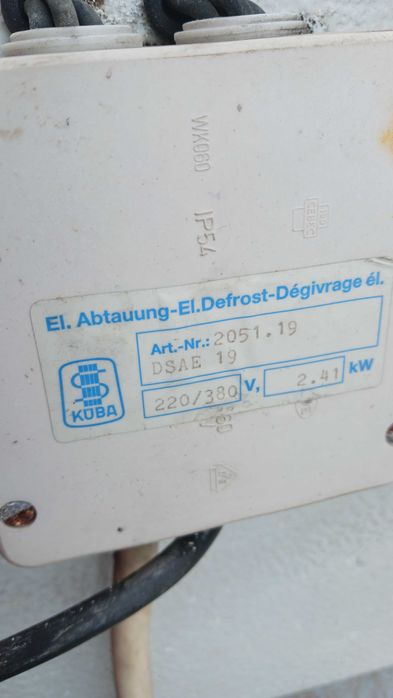 WK060
IP54
CEBEC
El. Abtauung-El.Defrost-Dégivrage él.
Art.-Nr.: 2051.19
DSAE 19
220/380 V, 2.41 kW
KÜBA